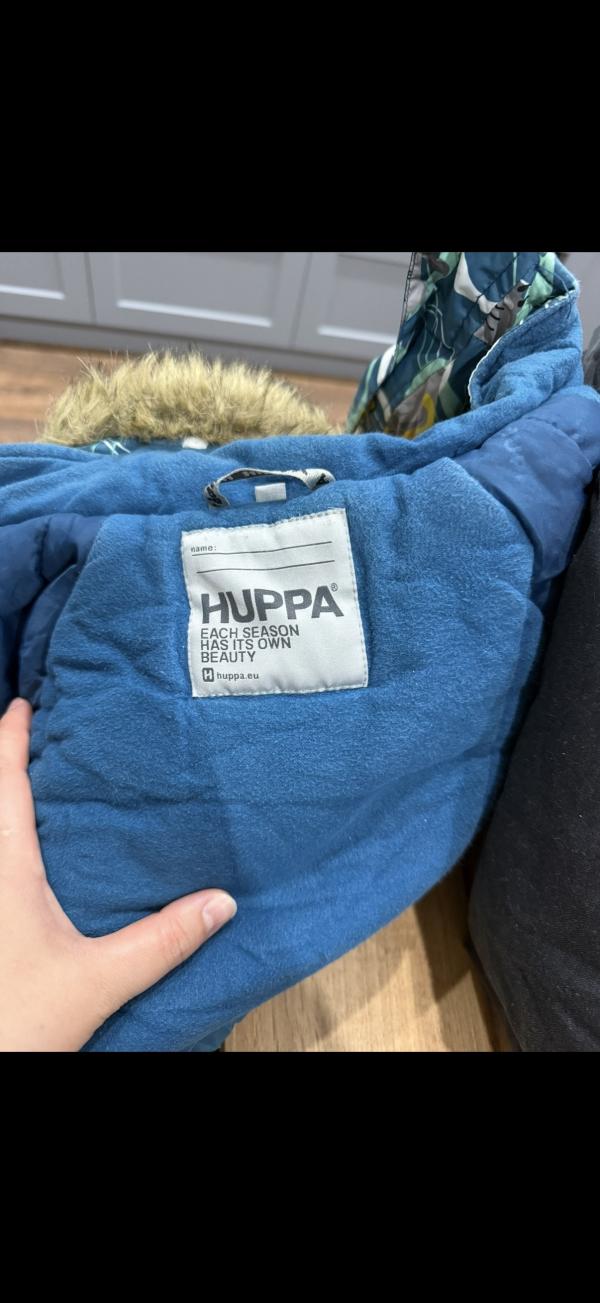 name:
HUPPA®
EACH SEASON
HAS ITS OWN
BEAUTY
H huppa.eu